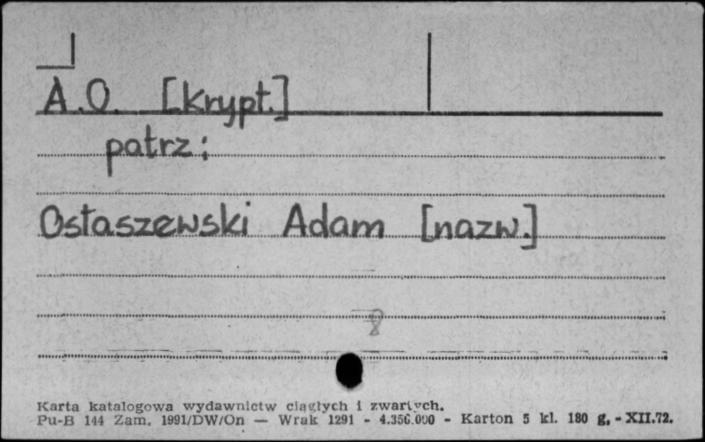 A.O. [Krypt.]
patrz:
Ostaszewski Adam [nazw.]
8
Karta katalogowa wydawnictw ciągłych i zwartych.
Pu-B 144 Zam. 1991/DW/On — Wrak 1291 - 4.356.000 - Karton 5 kl. 180 g. - XII.72.